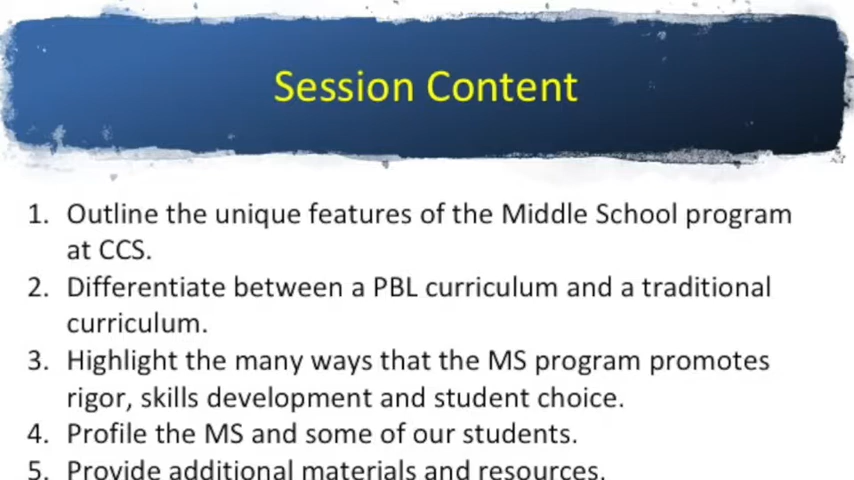 Session Content
1. Outline the unique features of the Middle School program
at CCS.
2. Differentiate between a PBL curriculum and a traditional
curriculum.
3. Highlight the many ways that the MS program promotes
rigor, skills development and student choice.
4. Profile the MS and some of our students.
5. Provide additional materials and resources.